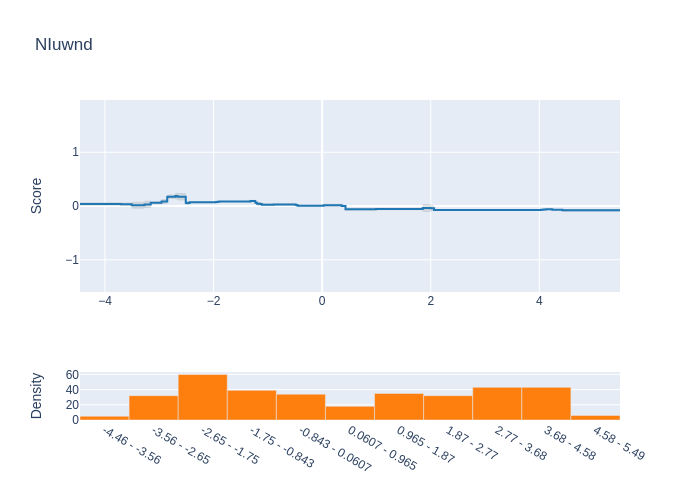 NIuwnd
Score
1
0
−1
−4
−2
0
2
4
Density
60
40
20
0
-4.46 - -3.56
-3.56 - -2.65
-2.65 - -1.75
-1.75 - -0.843
-0.843 - 0.0607
0.0607 - 0.965
0.965 - 1.87
1.87 - 2.77
2.77 - 3.68
3.68 - 4.58
4.58 - 5.49